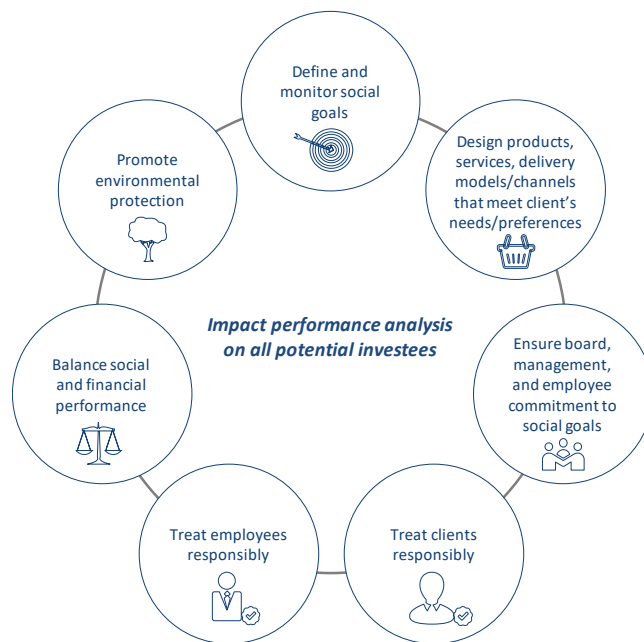 Define and
monitor social
goals
Design products,
services, delivery
models/channels
that meet client's
needs/preferences
Ensure board,
management,
and employee
commitment to
social goals
Treat clients
responsibly
Treat employees
responsibly
Balance social
and financial
performance
Promote
environmental
protection
Impact performance analysis
on all potential investees